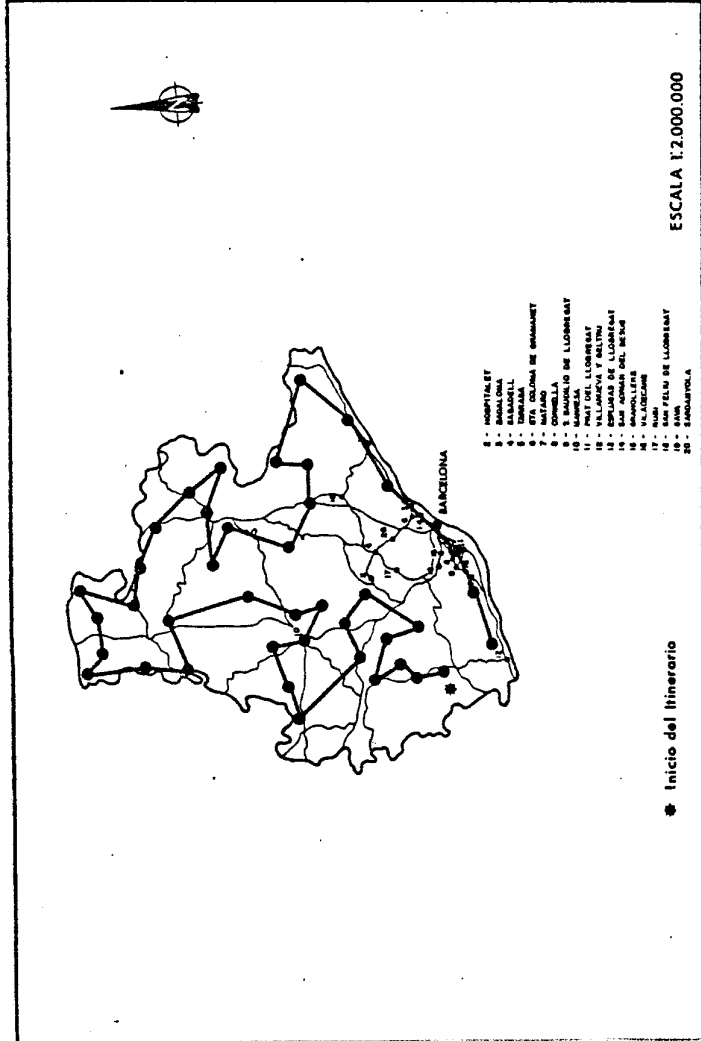 N
BARCELONA
2 - HOSPITALET
3 - BADALONA
4 - SABADELL
5 - TARRASA
6 - STA COLOMA DE GRAMANET
7 - MATARO
8 - CORNELLA
9 - S. BAUDILIO DE LLOBREGAT
10 - MANRESA
11 - PRAT DEL LLOBREGAT
12 - VILLANUEVA Y GELTRU
13 - ESPLUGAS DE LLOBREGAT
14 - SAN ADRIAN DEL BESOS
15 - GRANOLLERS
16 - VILADECANS
17 - RUBI
18 - SAN FELIU DE LLOBREGAT
19 - GAVA
20 - SARDANYOLA
✱ Inicio del Itinerario
ESCALA 1:2.000.000